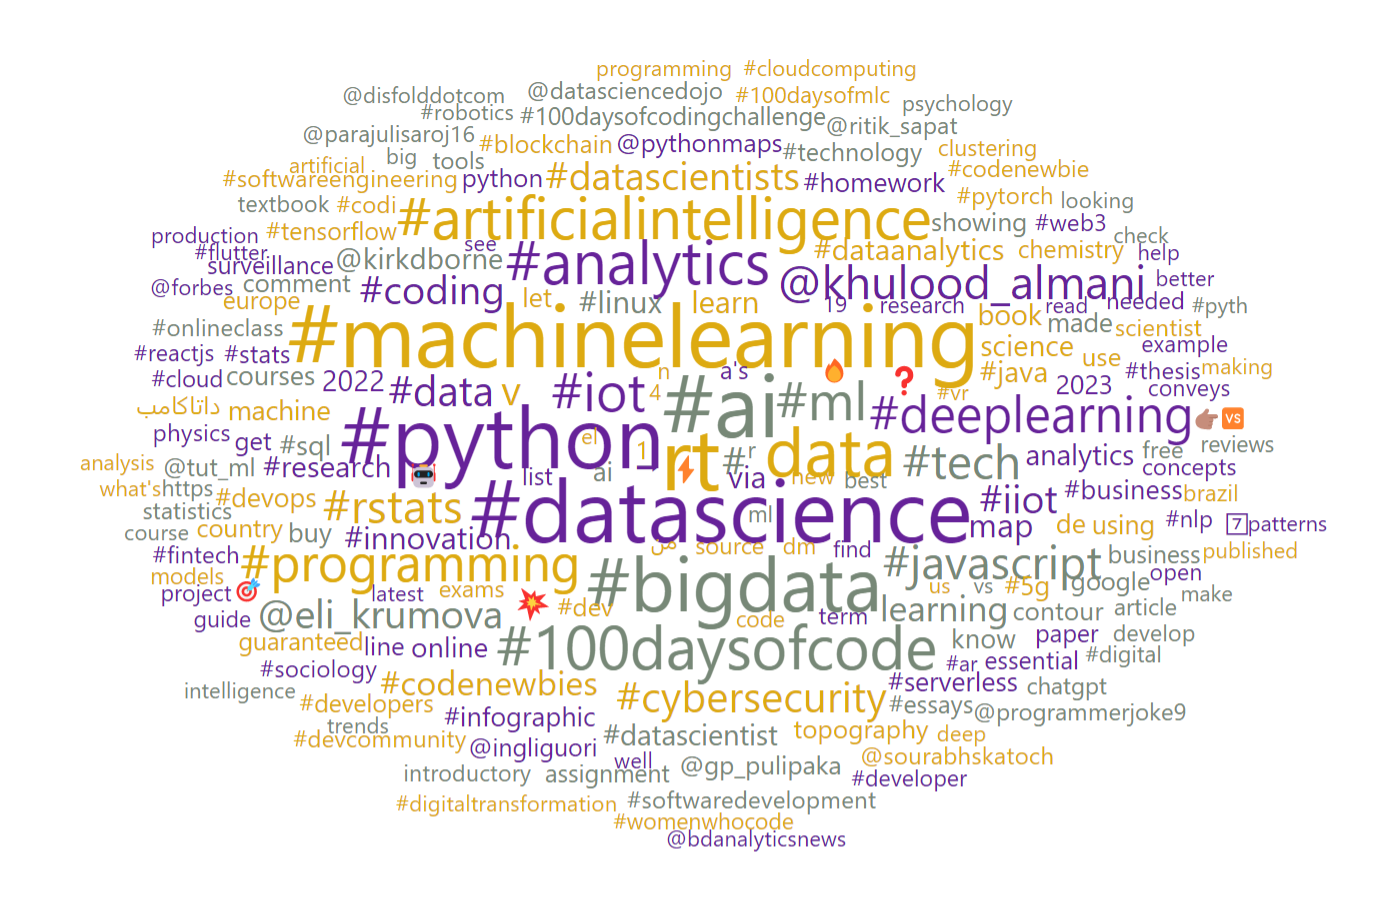 programming #cloudcomputing
@disfolddotcom @datasciencedojo #100daysofmlc psychology
#robotics #100daysofcodingchallenge @ritik_sapat
@parajulisaroj16 #blockchain @pythonmaps #technology clustering
artificial big tools #codenewbie
#softwareengineering python #datascientists #homework #pytorch looking
textbook #codi #artificialintelligence showing #web3 check
production #tensorflow see #dataanalytics chemistry help
#flutter surveillance @kirkdborne #analytics @khulood_almani better
@forbes comment #coding let #linux learn 19 research read needed #pyth
europe book made scientist
#onlineclass #machinelearning science use example
#reactjs #stats #thesis making
#cloud courses 2022 #data v #iot n a's 🔥 ❓ #java #vr 2023 conveys
داتاكامب machine 4 #ai #ml #deeplearning 👉🏽 🆚
physics get #sql #python el 1 rt #r data #tech analytics free reviews
analysis @tut_ml #research 🤖 list ai ⚡ via new best concepts
what's https #devops #rstats #datascience #iiot #business brazil
statistics ml #nlp 7 patterns
course country buy #innovation map de using
#fintech #programming من source dm find #javascript business published
models project 🎯 latest exams #bigdata us vs #5g google open make
guide @eli_krumova 💥 #dev code term learning contour article
guaranteed line online #100daysofcode know paper develop
#sociology #ar essential #digital
intelligence #codenewbies #cybersecurity #serverless chatgpt
#developers #essays @programmerjoke9
trends #infographic
#devcommunity @ingliguori #datascientist topography deep
well @sourabhskatoch
introductory assignment @gp_pulipaka #developer
#digitaltransformation #softwaredevelopment
#womenwhocode
@bdanalyticsnews